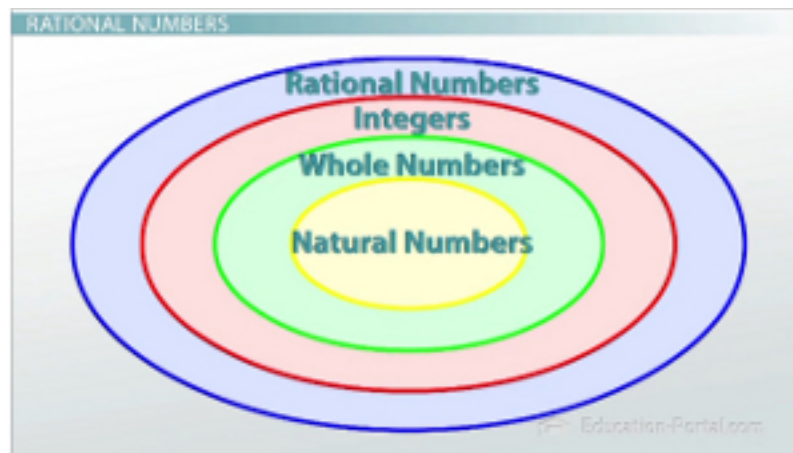 RATIONAL NUMBERS
Rational Numbers
Integers
Whole Numbers
Natural Numbers
Education-Portal.com